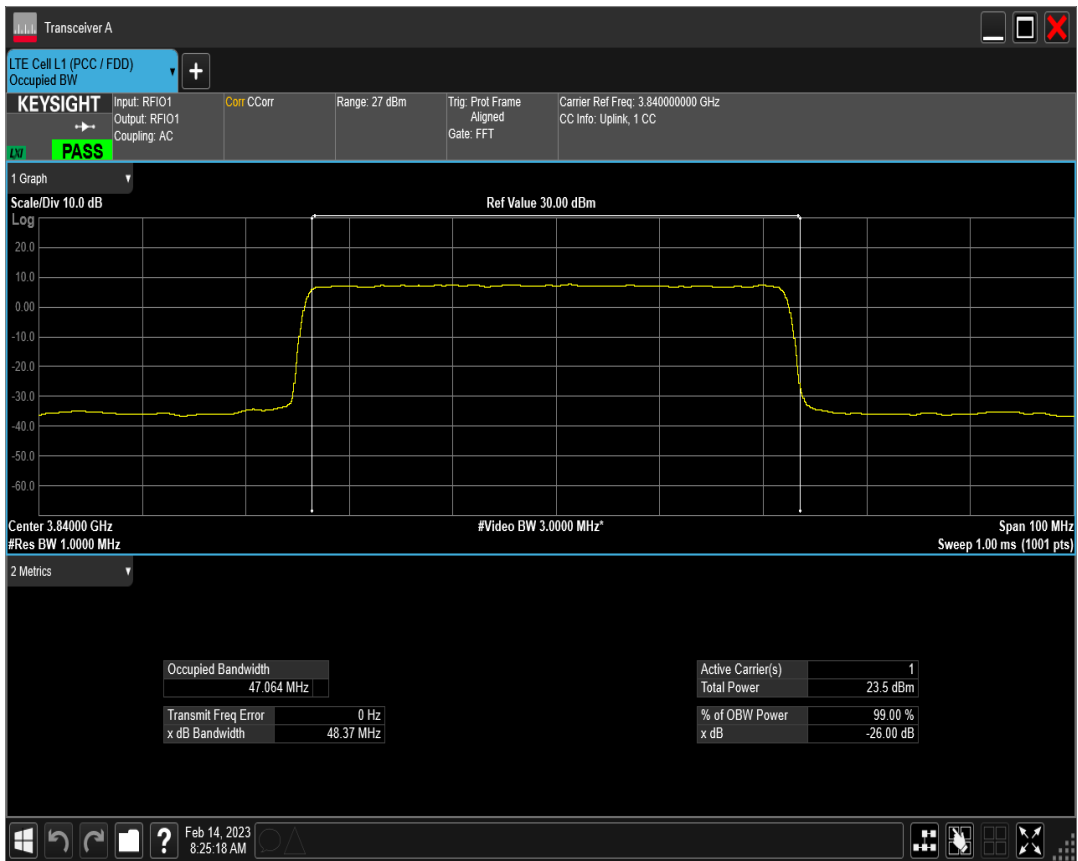 Transceiver A
LTE Cell L1 (PCC / FDD)
Occupied BW
KEYSIGHT
Input: RFIO1
Output: RFIO1
Coupling: AC
LXI
PASS
Corr CCorr
Range: 27 dBm
Trig: Prot Frame
Aligned
Gate: FFT
Carrier Ref Freq: 3.840000000 GHz
CC Info: Uplink, 1 CC
1 Graph
Scale/Div 10.0 dB
Ref Value 30.00 dBm
Log
20.0
10.0
0.00
-10.0
-20.0
-30.0
-40.0
-50.0
-60.0
Center 3.84000 GHz
#Video BW 3.0000 MHz*
Span 100 MHz
#Res BW 1.0000 MHz
Sweep 1.00 ms (1001 pts)
2 Metrics
Occupied Bandwidth
47.064 MHz
Transmit Freq Error 0 Hz
x dB Bandwidth 48.37 MHz
Active Carrier(s) 1
Total Power 23.5 dBm
% of OBW Power 99.00 %
x dB -26.00 dB
?
Feb 14, 2023
8:25:18 AM